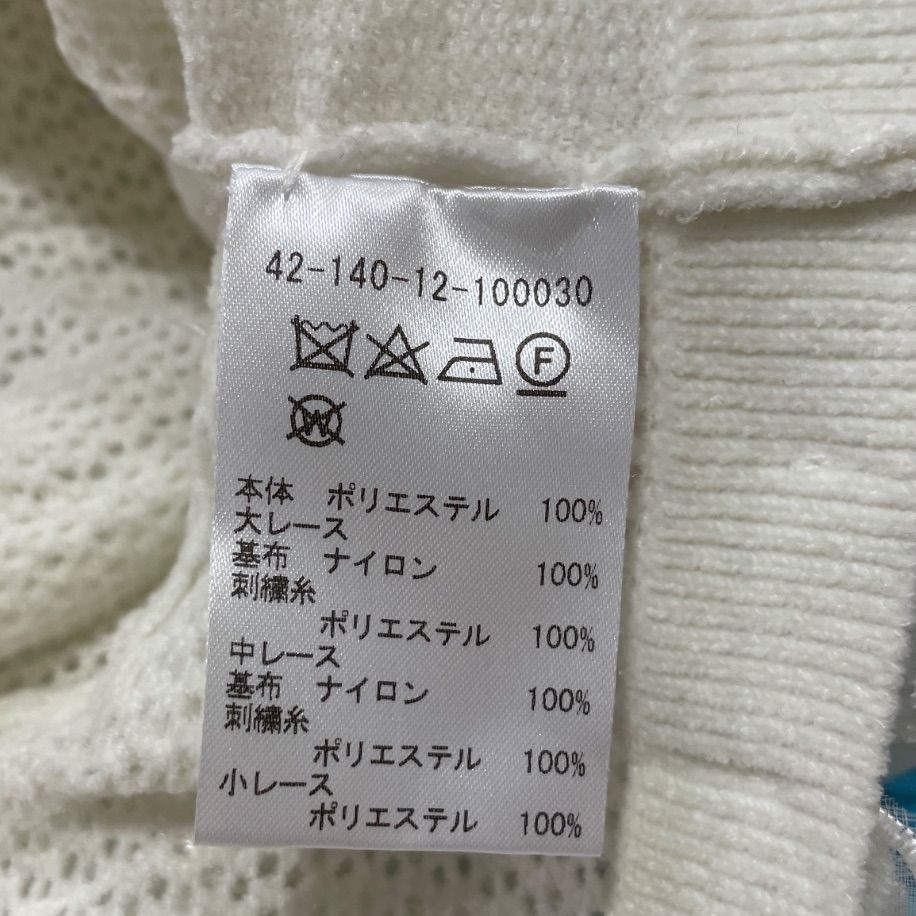 42-140-12-100030
F
W
本体 ポリエステル 100%
大レース
基布 ナイロン 100%
刺繍糸
ポリエステル 100%
中レース
基布 ナイロン 100%
刺繍糸
ポリエステル 100%
小レース
ポリエステル 100%